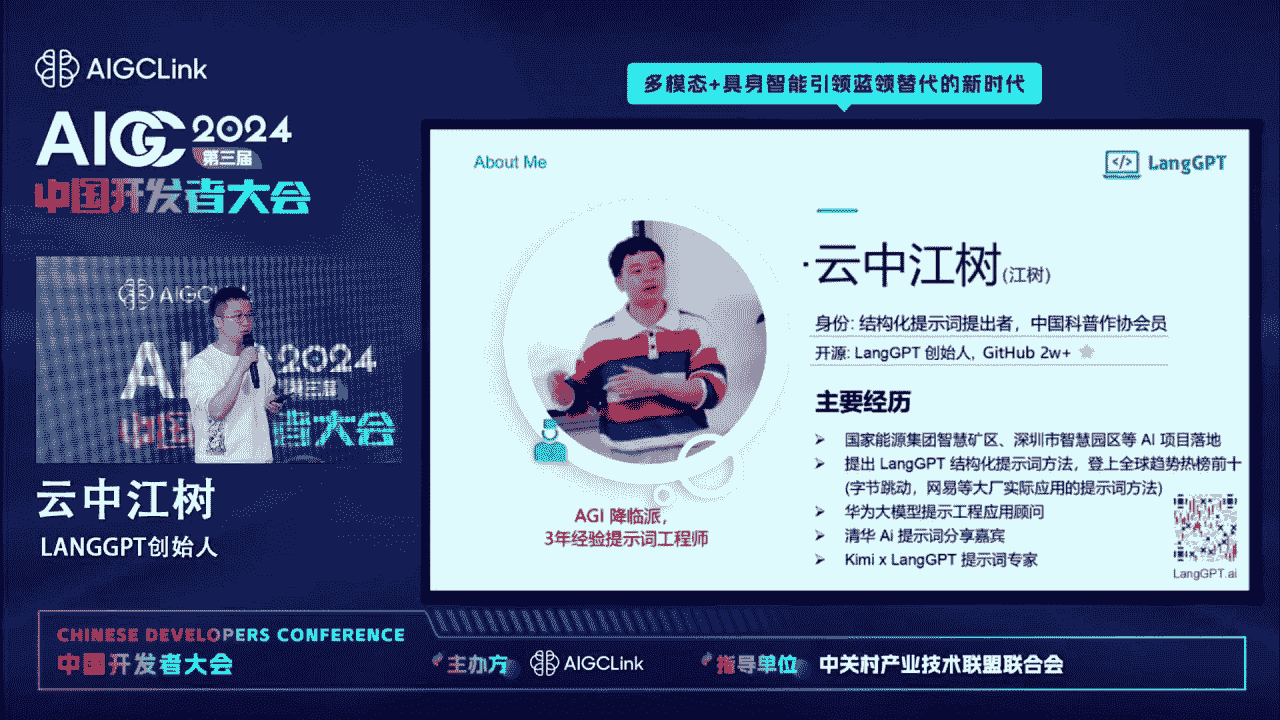 AIGCLink
AIGC 2024
第三届
中国开发者大会
多模态+具身智能引领蓝领替代的新时代
About Me
LangGPT
·云中江树(江树)
身份: 结构化提示词提出者，中国科普作协会员
开源: LangGPT 创始人, GitHub 2w+
主要经历
国家能源集团智慧矿区、深圳市智慧园区等 AI 项目落地
提出 LangGPT 结构化提示词方法，登上全球趋势热榜前十
(字节跳动，网易等大厂实际应用的提示词方法)
华为大模型提示工程应用顾问
清华 Ai 提示词分享嘉宾
Kimi x LangGPT 提示词专家
LangGPT.ai
AGI 降临派，
3年经验提示词工程师
2024
第三届
者大会
云中江树
LANGGPT创始人
CHINESE DEVELOPERS CONFERENCE
中国开发者大会
主办方 AIGCLink
指导单位 中关村产业技术联盟联合会